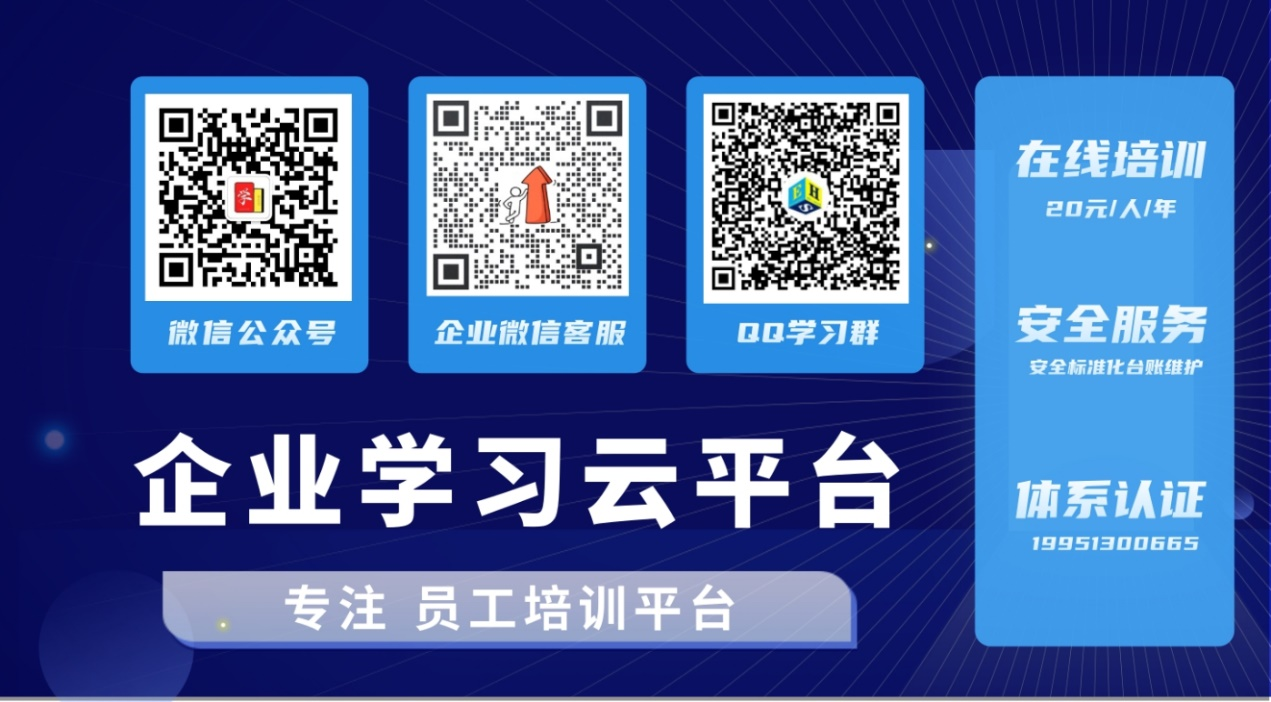 学
E H
S
微信公众号
企业微信客服
QQ学习群
企业学习云平台
专注 员工培训平台
在线培训
20元/人/年
安全服务
安全标准化台账维护
体系认证
19951300665